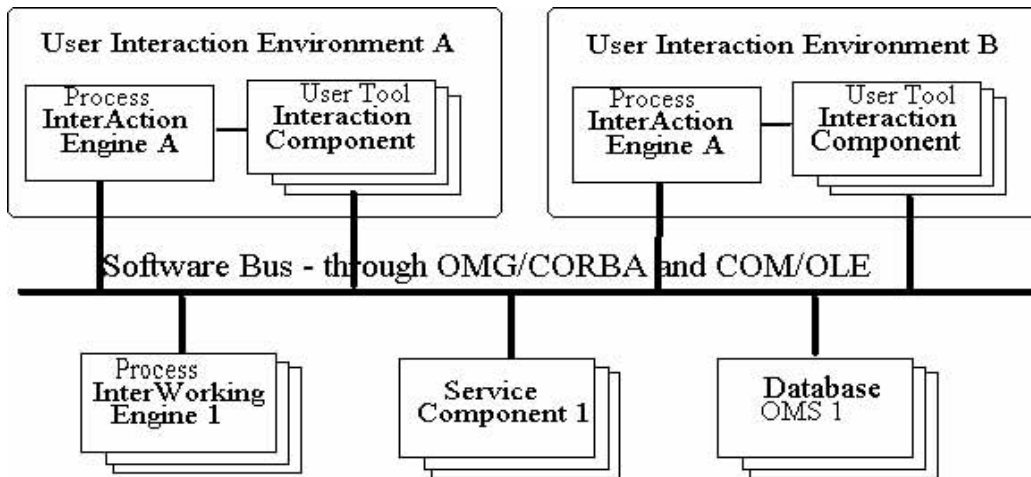 User Interaction Environment A
Process
InterAction
Engine A
User Tool
Interaction
Component
User Interaction Environment B
Process
InterAction
Engine A
User Tool
Interaction
Component
Software Bus - through OMG/CORBA and COM/OLE
Process
InterWorking
Engine 1
Service
Component 1
Database
OMS 1